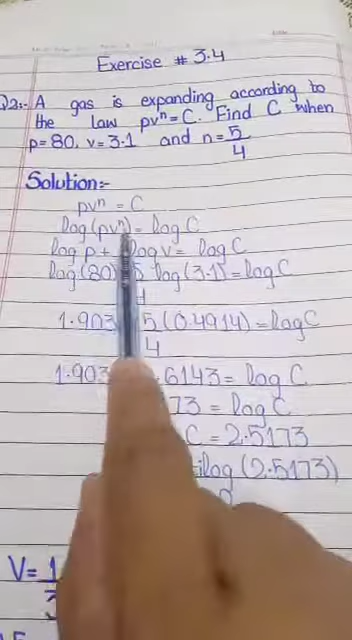 Exercise # 3.4
Q2:- A gas is expanding according to
the law pvⁿ = C. Find C when
p = 80, v = 3.1 and n = 5/4
Solution:-
pvⁿ = C
log(pvⁿ) = log C
log p + log v = log C
log(80) 5 log(3.1) = log C
4
1.903 5(0.4914) = log C
4
1.903 .6143 = log C
73 = log C
C = 2.5173
ilog (2.5173)
V = 1